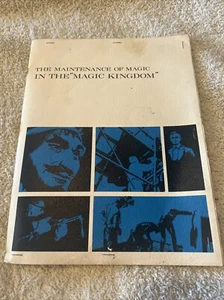 THE MAINTENANCE OF MAGIC
IN THE "MAGIC KINGDOM"